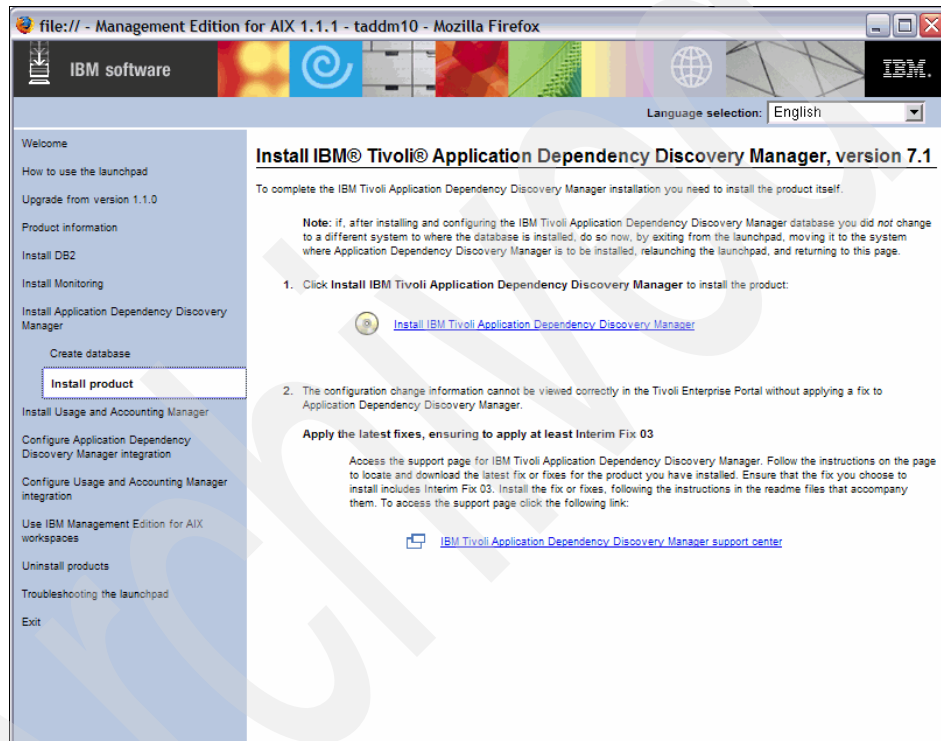 file:// - Management Edition for AIX 1.1.1 - taddm10 - Mozilla Firefox
IBM software
IBM.
Language selection: English
Welcome
How to use the launchpad
Upgrade from version 1.1.0
Product information
Install DB2
Install Monitoring
Install Application Dependency Discovery
Manager
Create database
Install product
Install Usage and Accounting Manager
Configure Application Dependency
Discovery Manager integration
Configure Usage and Accounting Manager
integration
Use IBM Management Edition for AIX
workspaces
Uninstall products
Troubleshooting the launchpad
Exit
Install IBM® Tivoli® Application Dependency Discovery Manager, version 7.1
To complete the IBM Tivoli Application Dependency Discovery Manager installation you need to install the product itself.
Note: if, after installing and configuring the IBM Tivoli Application Dependency Discovery Manager database you did not change
to a different system to where the database is installed, do so now, by exiting from the launchpad, moving it to the system
where Application Dependency Discovery Manager is to be installed, relaunching the launchpad, and returning to this page.
1. Click Install IBM Tivoli Application Dependency Discovery Manager to install the product:
Install IBM Tivoli Application Dependency Discovery Manager
2. The configuration change information cannot be viewed correctly in the Tivoli Enterprise Portal without applying a fix to
Application Dependency Discovery Manager.
Apply the latest fixes, ensuring to apply at least Interim Fix 03
Access the support page for IBM Tivoli Application Dependency Discovery Manager. Follow the instructions on the page
to locate and download the latest fix or fixes for the product you have installed. Ensure that the fix you choose to
install includes Interim Fix 03. Install the fix or fixes, following the instructions in the readme files that accompany
them. To access the support page click the following link:
IBM Tivoli Application Dependency Discovery Manager support center